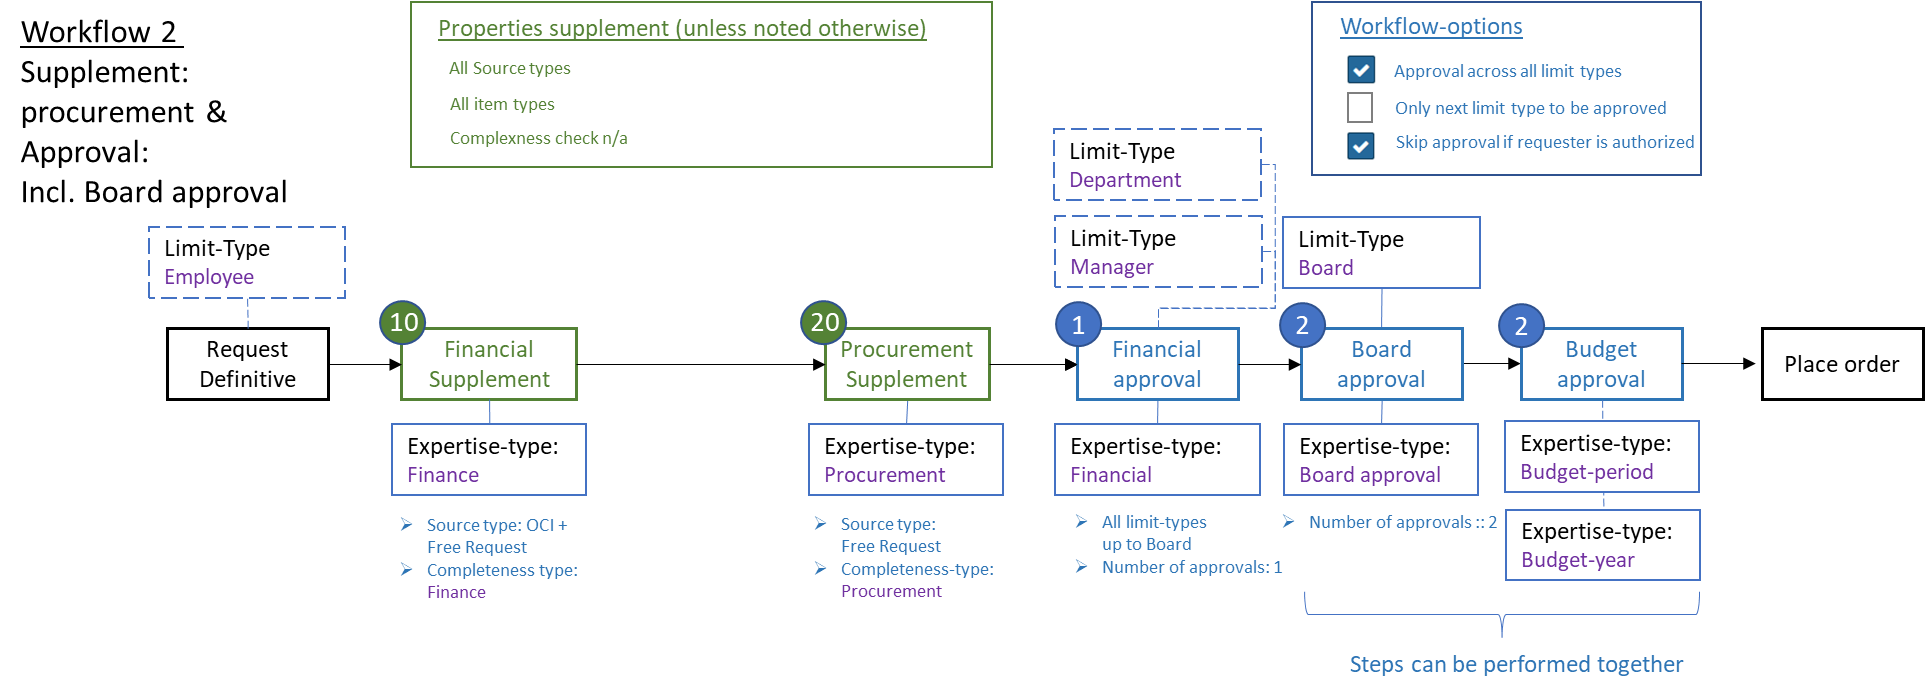 Workflow 2
Supplement:
procurement &
Approval:
Incl. Board approval
Properties supplement (unless noted otherwise)
All Source types
All item types
Complexness check n/a
Workflow-options
Approval across all limit types
Only next limit type to be approved
Skip approval if requester is authorized
Limit-Type
Department
Limit-Type
Manager
Limit-Type
Board
Limit-Type
Employee
Request
Definitive
10
Financial
Supplement
20
Procurement
Supplement
1
Financial
approval
2
Board
approval
2
Budget
approval
Place order
Expertise-type:
Finance
Source type: OCI +
Free Request
Completeness type:
Finance
Expertise-type:
Procurement
Source type:
Free Request
Completeness-type:
Procurement
Expertise-type:
Financial
All limit-types
up to Board
Number of approvals: 1
Expertise-type:
Board approval
Number of approvals :: 2
Expertise-type:
Budget-period
Expertise-type:
Budget-year
Steps can be performed together